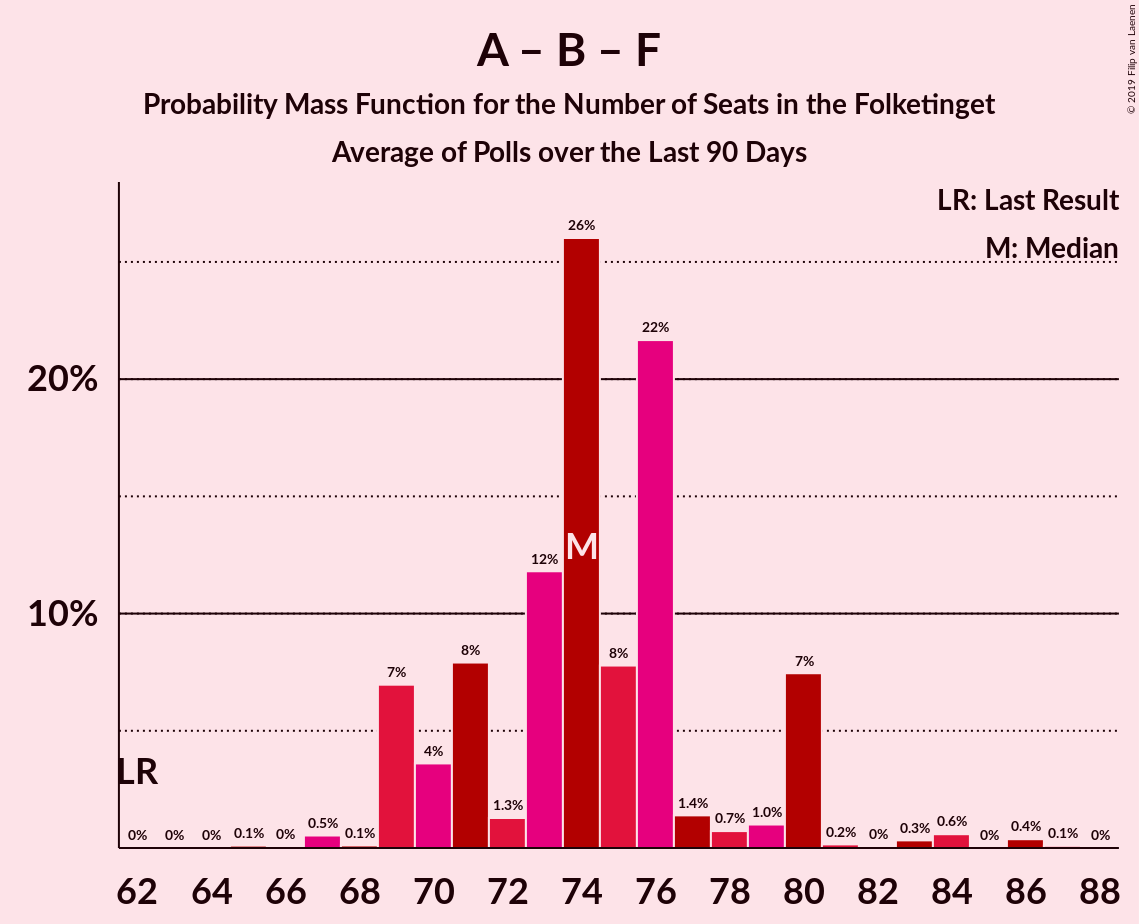 A – B – F
Probability Mass Function for the Number of Seats in the Folketinget
Average of Polls over the Last 90 Days
© 2019 Filip van Laenen
LR: Last Result
M: Median
26%
22%
20%
12%
M
10%
8%
8%
7%
7%
4%
LR
1.3%
1.4%
0.7%
1.0%
0% 0% 0% 0.1% 0% 0.5% 0.1% 0.2% 0% 0.3% 0.6% 0% 0.4% 0.1% 0%
62 64 66 68 70 72 74 76 78 80 82 84 86 88